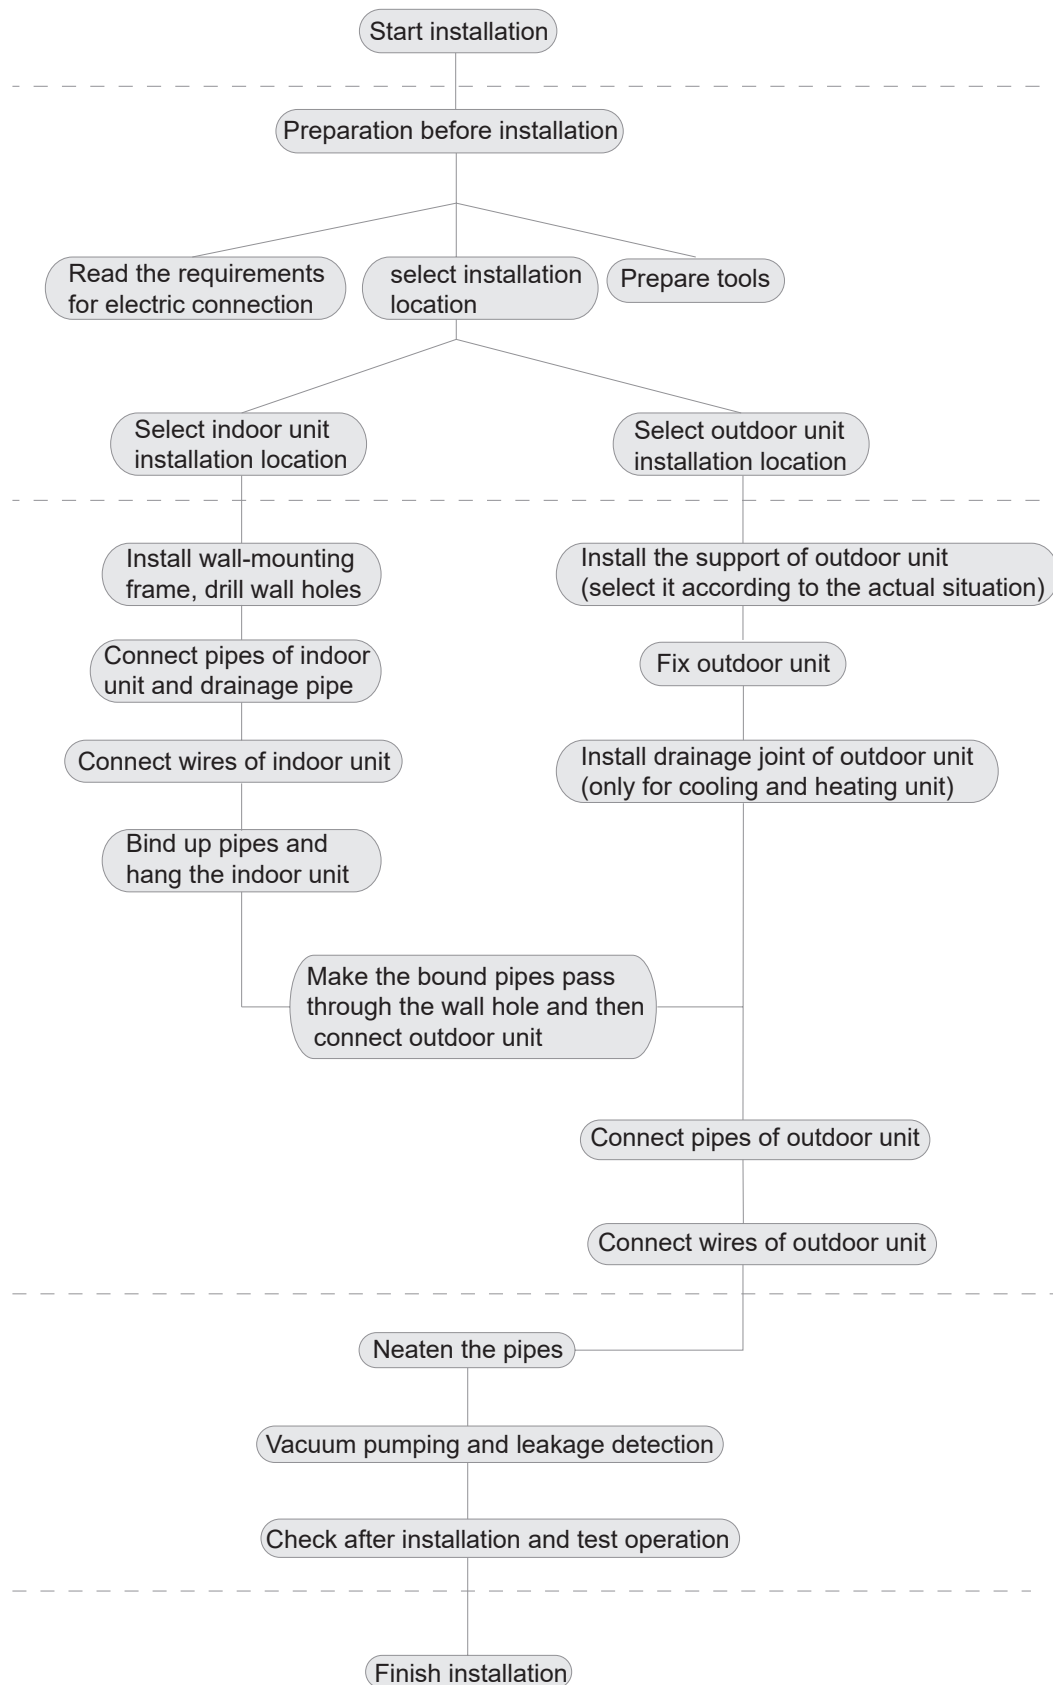 Start installation
Preparation before installation
Read the requirements
for electric connection
select installation
location
Prepare tools
Select indoor unit
installation location
Select outdoor unit
installation location
Install wall-mounting
frame, drill wall holes
Install the support of outdoor unit
(select it according to the actual situation)
Connect pipes of indoor
unit and drainage pipe
Fix outdoor unit
Connect wires of indoor unit
Install drainage joint of outdoor unit
(only for cooling and heating unit)
Bind up pipes and
hang the indoor unit
Make the bound pipes pass
through the wall hole and then
connect outdoor unit
Connect pipes of outdoor unit
Connect wires of outdoor unit
Neaten the pipes
Vacuum pumping and leakage detection
Check after installation and test operation
Finish installation